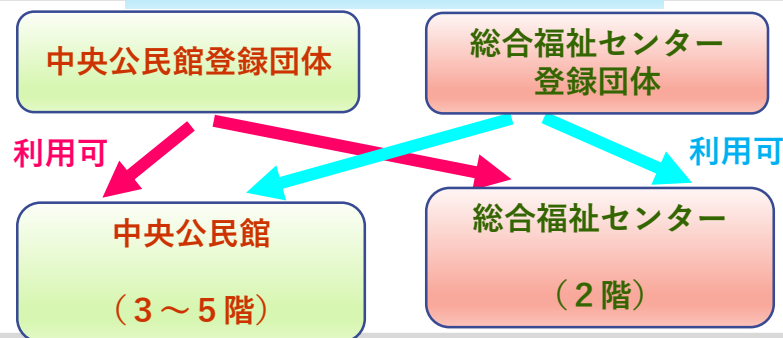 中央公民館登録団体
総合福祉センター
登録団体
利用可
利用可
中央公民館
（３～５階）
総合福祉センター
（２階）